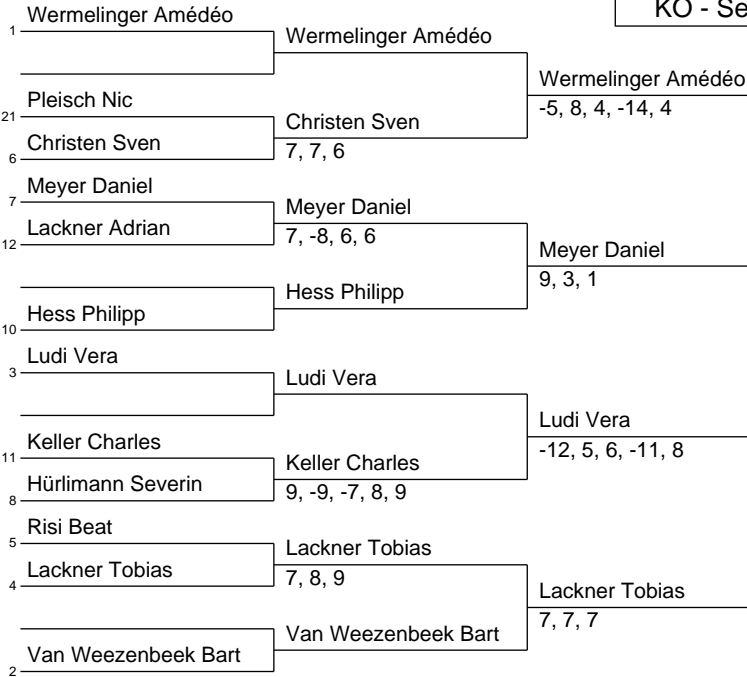 KO - Se
Wermelinger Amédéo
1
Pleisch Nic
21
Christen Sven
6
Meyer Daniel
7
Lackner Adrian
12
Hess Philipp
10
Ludi Vera
3
Keller Charles
11
Hürlimann Severin
8
Risi Beat
5
Lackner Tobias
4
Van Weezenbeek Bart
2
Wermelinger Amédéo
Christen Sven
7, 7, 6
Meyer Daniel
7, -8, 6, 6
Hess Philipp
Ludi Vera
Keller Charles
9, -9, -7, 8, 9
Lackner Tobias
7, 8, 9
Van Weezenbeek Bart
Wermelinger Amédéo
-5, 8, 4, -14, 4
Meyer Daniel
9, 3, 1
Ludi Vera
-12, 5, 6, -11, 8
Lackner Tobias
7, 7, 7